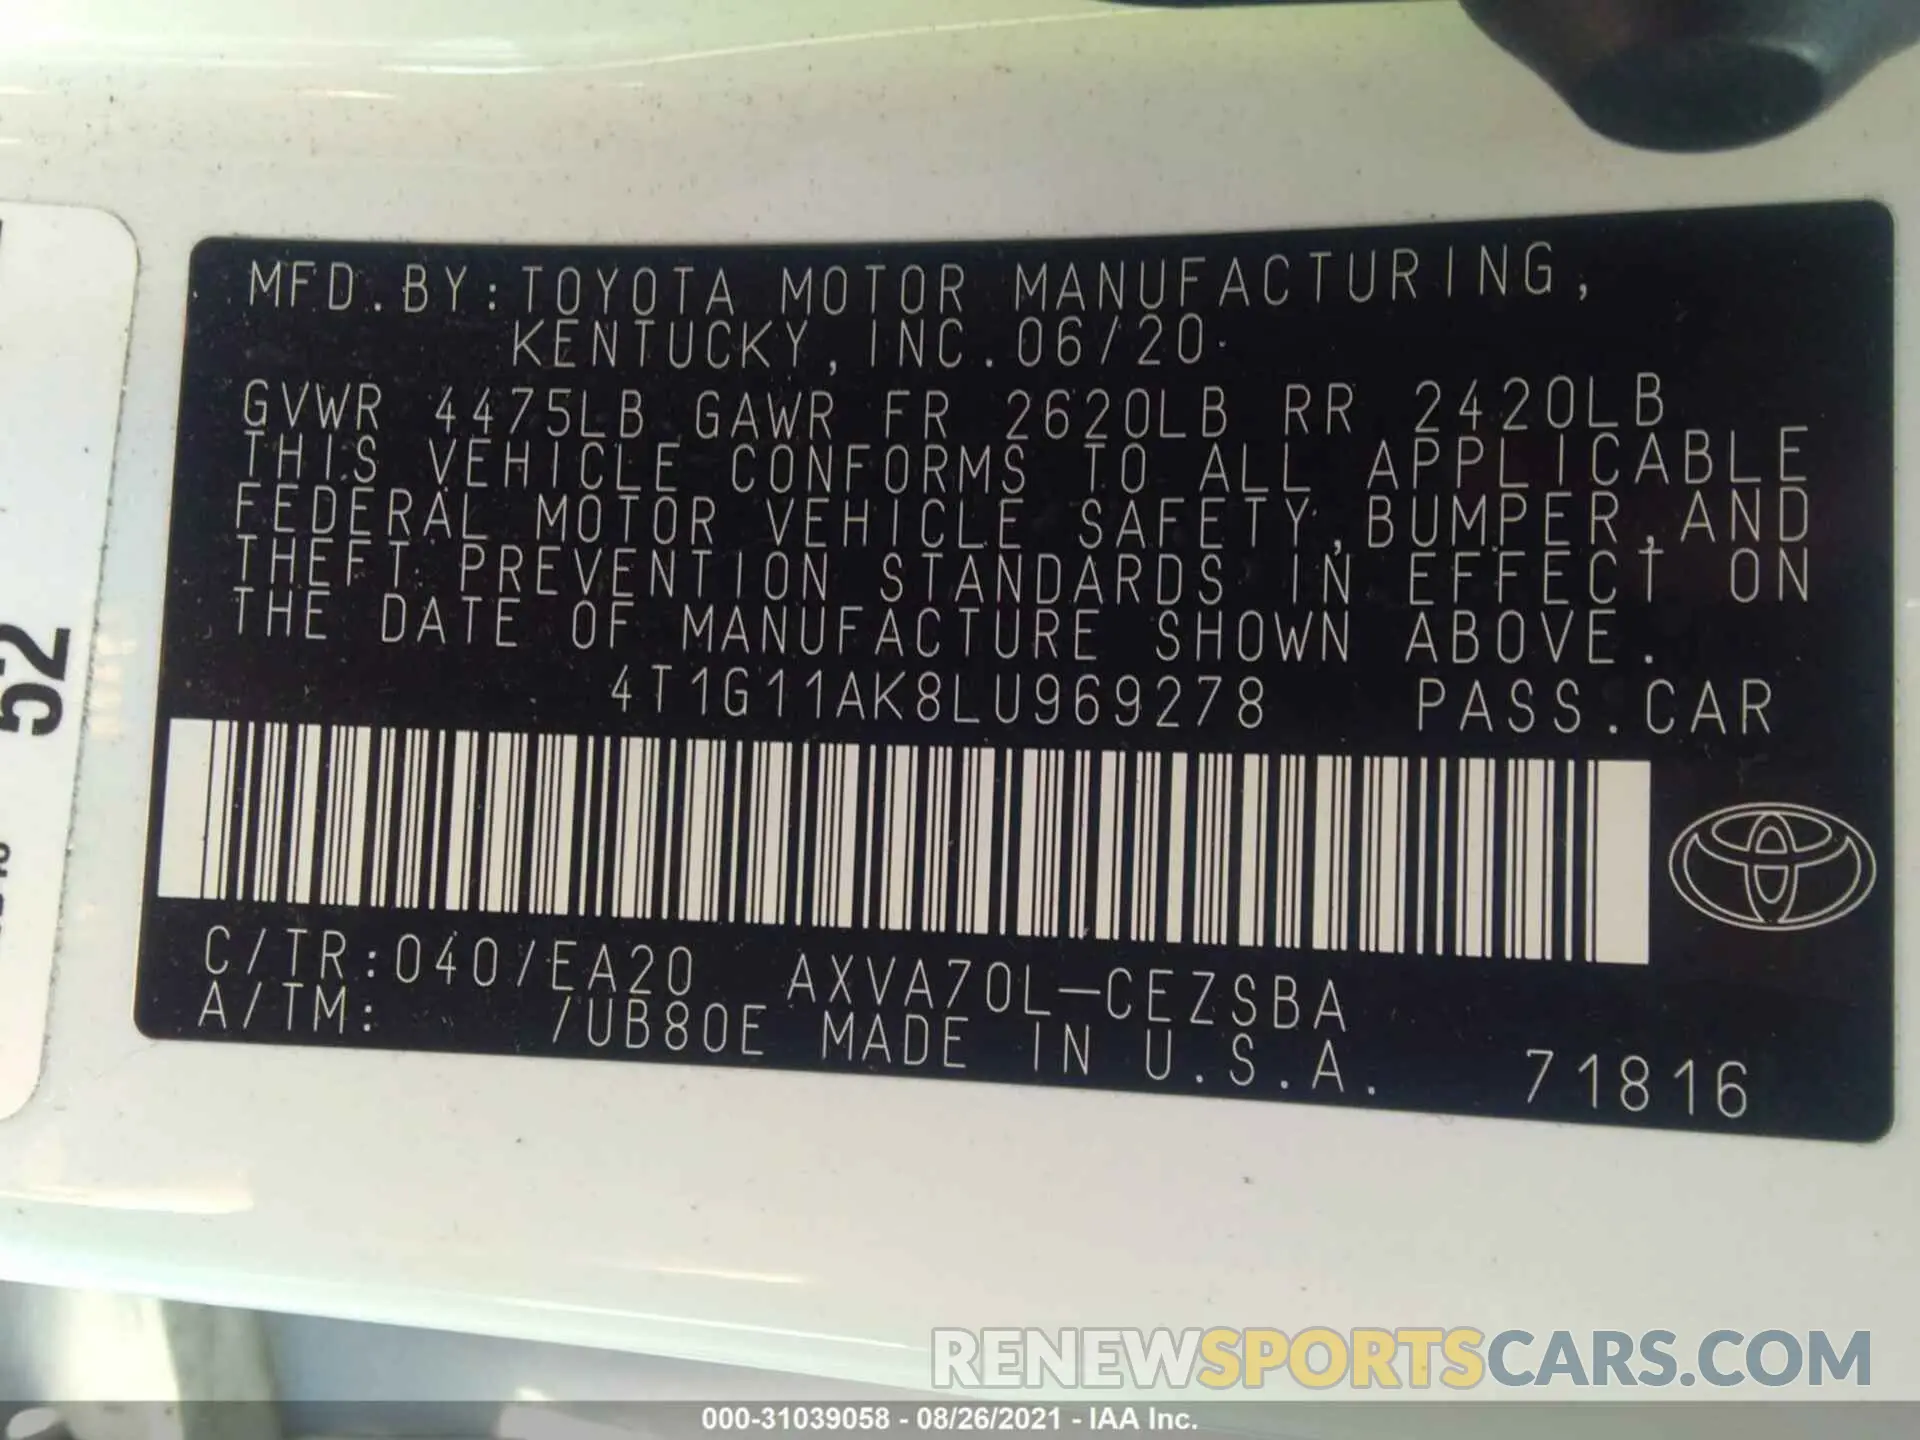 MFD.BY:TOYOTA MOTOR MANUFACTURING,
KENTUCKY,INC.06/20
GVWR 4475LB GAWR FR 2620LB RR 2420LB
THIS VEHICLE CONFORMS TO ALL APPLICABLE
FEDERAL MOTOR VEHICLE SAFETY,BUMPER,AND
THEFT PREVENTION STANDARDS IN EFFECT ON
THE DATE OF MANUFACTURE SHOWN ABOVE.
4T1G11AK8LU969278 PASS.CAR
C/TR:040/EA20 AXVA70L-CEZSBA
A/TM: /UB80E MADE IN U.S.A. 71816
52
RENEWSPORTSCARS.COM
000-31039058 - 08/26/2021 - IAA Inc.